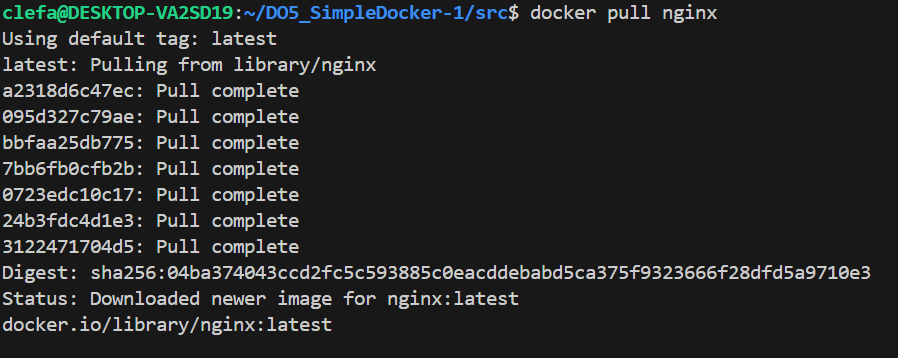 clefa@DESKTOP-VA2SD19:~/DO5_SimpleDocker-1/src$ docker pull nginx
Using default tag: latest
latest: Pulling from library/nginx
a2318d6c47ec: Pull complete
095d327c79ae: Pull complete
bbfaa25db775: Pull complete
7bb6fb0cfb2b: Pull complete
0723edc10c17: Pull complete
24b3fdc4d1e3: Pull complete
3122471704d5: Pull complete
Digest: sha256:04ba374043ccd2fc5c593885c0eacddebabd5ca375f9323666f28dfd5a9710e3
Status: Downloaded newer image for nginx:latest
docker.io/library/nginx:latest